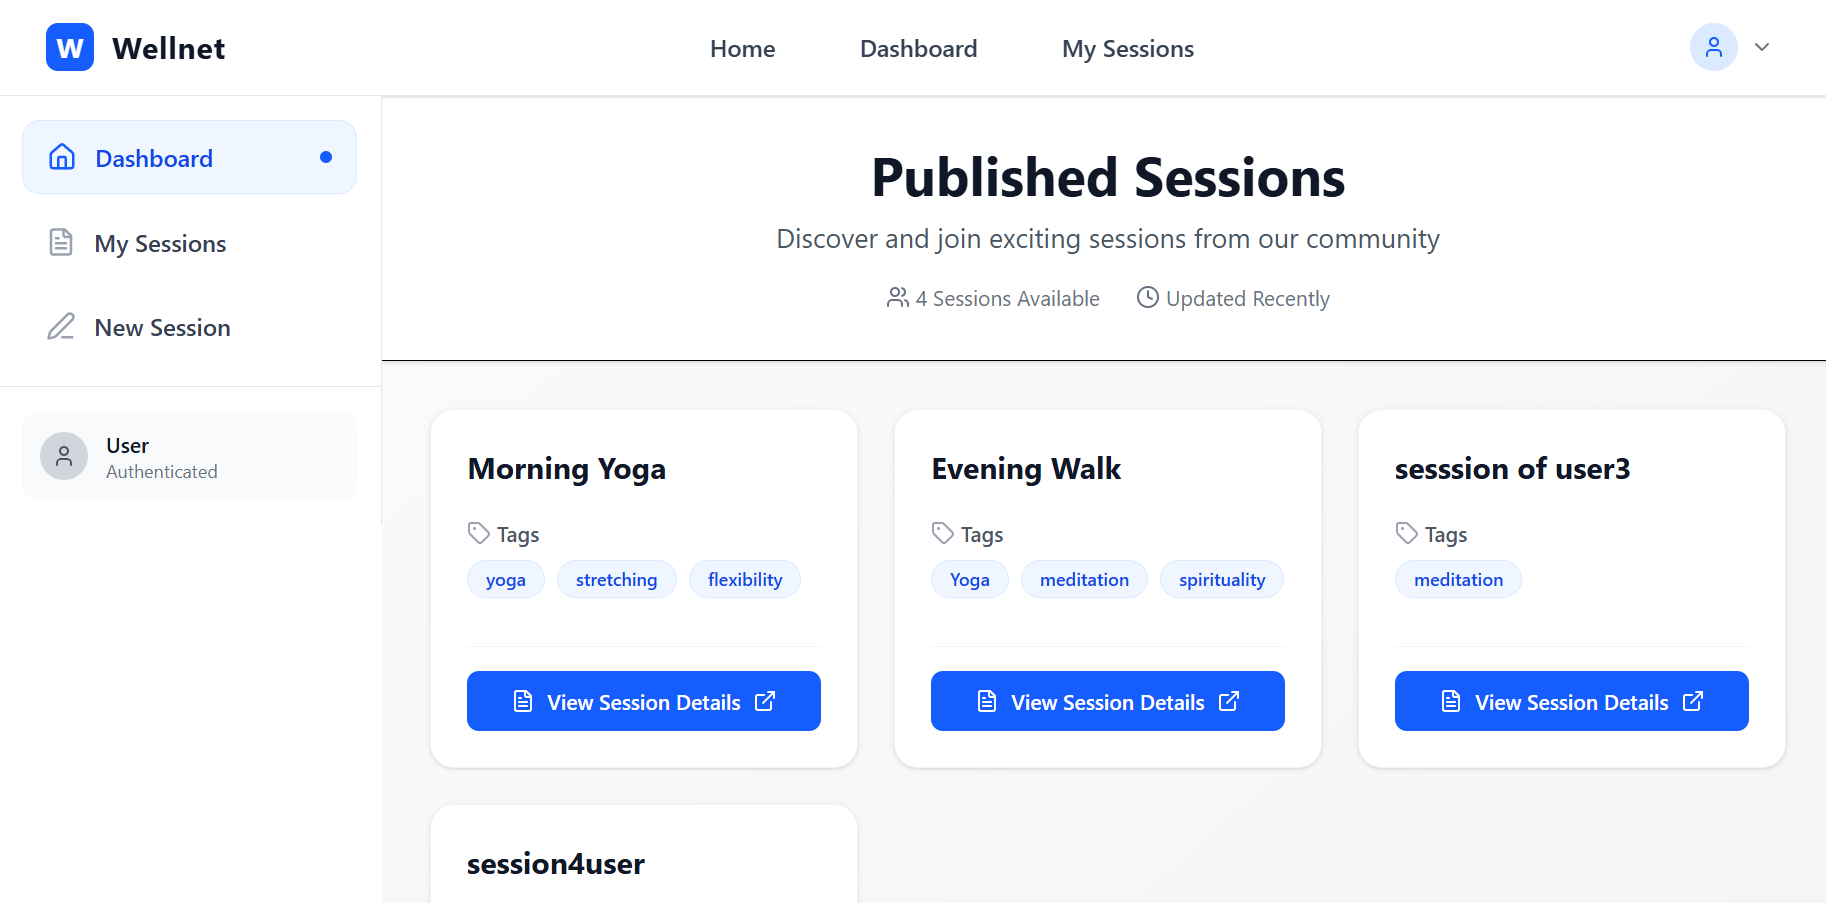 W Wellnet
Home Dashboard My Sessions
Dashboard
My Sessions
New Session
User
Authenticated
Published Sessions
Discover and join exciting sessions from our community
4 Sessions Available Updated Recently
Morning Yoga
Tags
yoga stretching flexibility
View Session Details
Evening Walk
Tags
Yoga meditation spirituality
View Session Details
sesssion of user3
Tags
meditation
View Session Details
session4user